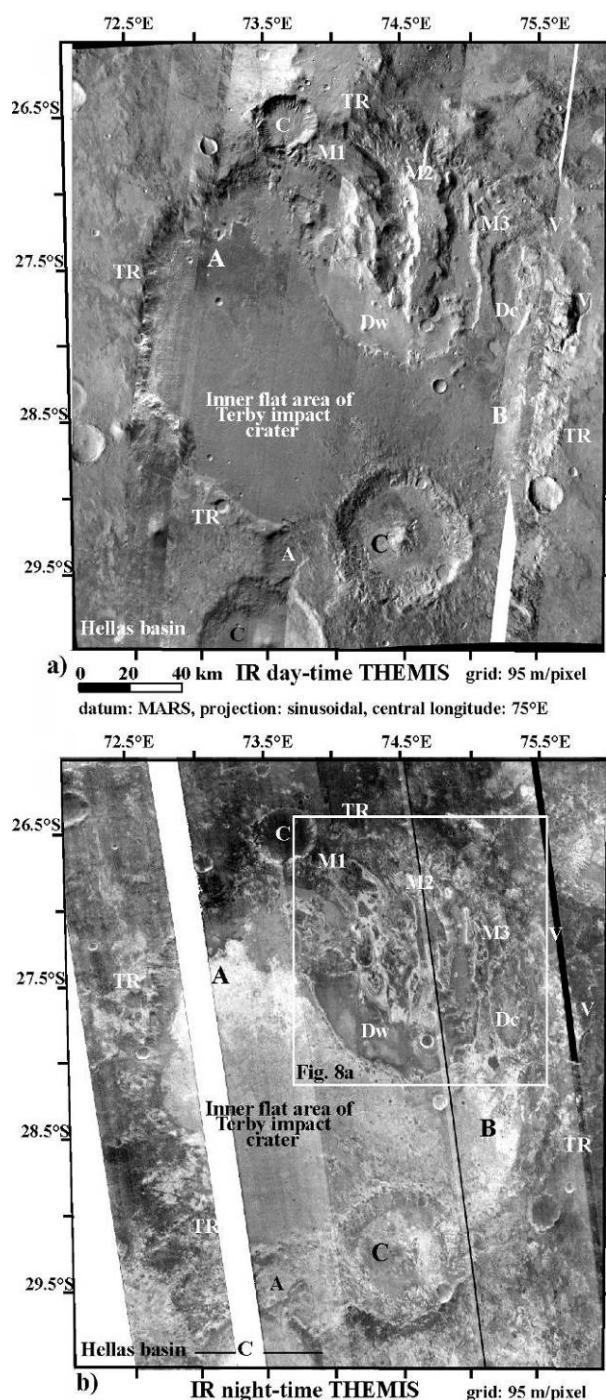 72.5°E 73.5°E 74.5°E 75.5°E
26.5°S
TR
C
M1
M2
M3
V
27.5°S
TR
A
Dw
Dc
V
28.5°S
Inner flat area of
Terby impact
crater
B
TR
TR
29.5°S
A
C
C
Hellas basin
a)
0 20 40 km
IR day-time THEMIS grid: 95 m/pixel
datum: MARS, projection: sinusoidal, central longitude: 75°E
72.5°E 73.5°E 74.5°E 75.5°E
26.5°S
TR
C
M1
M2
M3
V
27.5°S
TR
A
Dw
Dc
V
Fig. 8a
Inner flat area of
Terby impact
crater
28.5°S
B
TR
TR
C
29.5°S
A
Hellas basin
C
b)
IR night-time THEMIS grid: 95 m/pixel